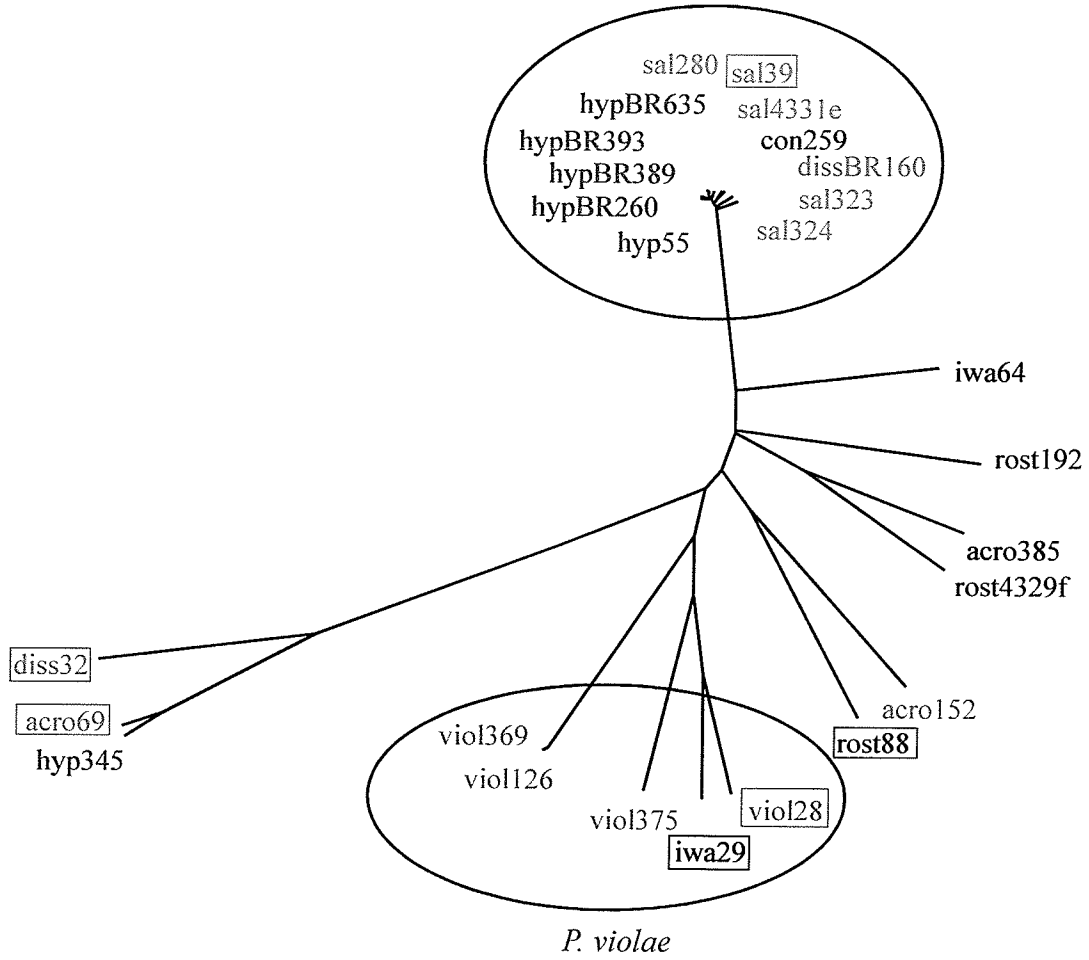 sal280
sal39
hypBR635
sal4331e
hypBR393
con259
hypBR389
dissBR160
hypBR260
sal323
hyp55
sal324
iwa64
rost192
acro385
rost4329f
diss32
acro69
hyp345
acro152
rost88
viol369
viol126
viol375
viol28
iwa29
P. violae